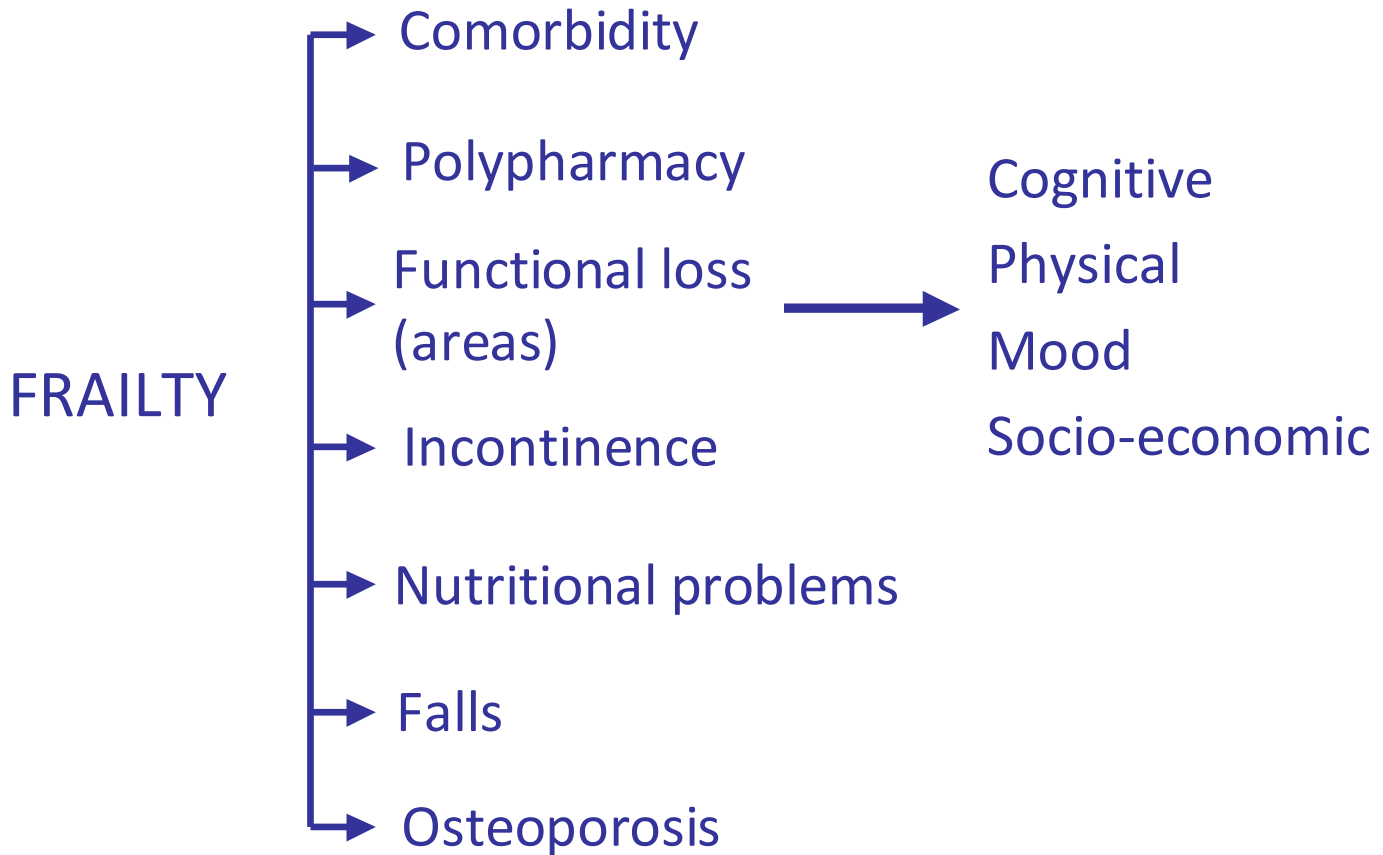 FRAILTY
Comorbidity
Polypharmacy
Functional loss
(areas)
Incontinence
Nutritional problems
Falls
Osteoporosis
Cognitive
Physical
Mood
Socio-economic